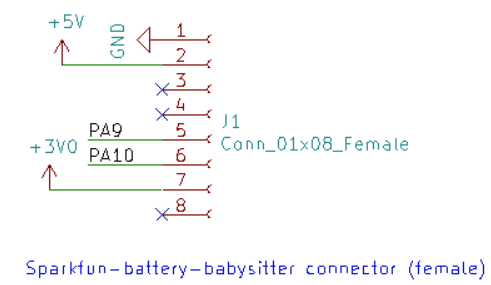 +5V
GND
1
2
3
4
PA9
5
J1
Conn_01x08_Female
+3V0
PA10
6
7
8
Sparkfun-battery-babysitter connector (female)